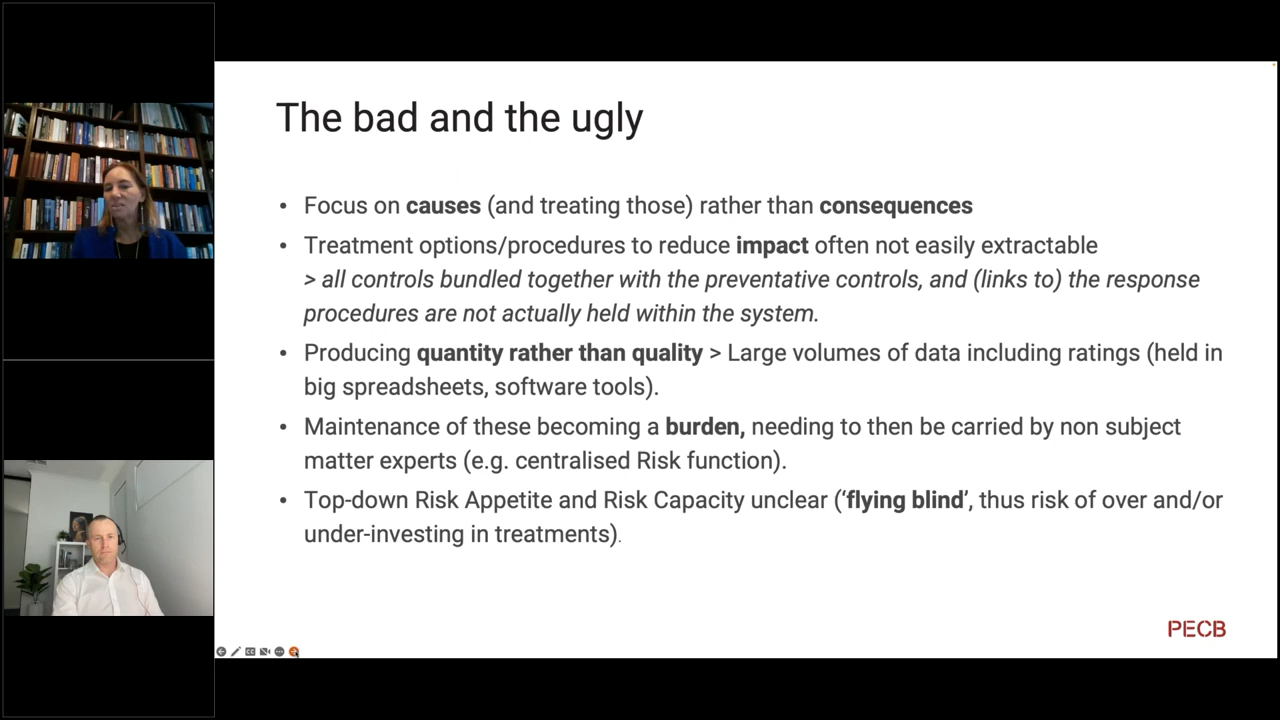 The bad and the ugly
• Focus on causes (and treating those) rather than consequences
• Treatment options/procedures to reduce impact often not easily extractable
> all controls bundled together with the preventative controls, and (links to) the response
procedures are not actually held within the system.
• Producing quantity rather than quality > Large volumes of data including ratings (held in
big spreadsheets, software tools).
• Maintenance of these becoming a burden, needing to then be carried by non subject
matter experts (e.g. centralised Risk function).
• Top-down Risk Appetite and Risk Capacity unclear (‘flying blind’, thus risk of over and/or
under-investing in treatments).
PECB